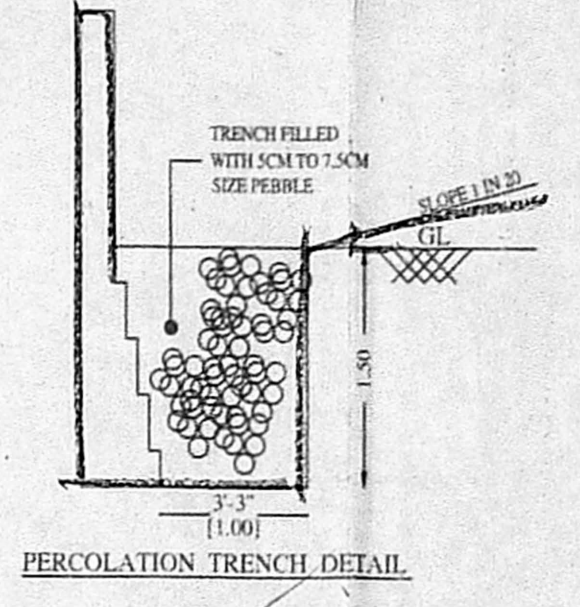 TRENCH FILLED
WITH 5CM TO 7.5CM
SIZE PEBBLE
SLOPE 1 IN 20
GL
1.50
3'-3"
[1.00]
PERCOLATION TRENCH DETAIL